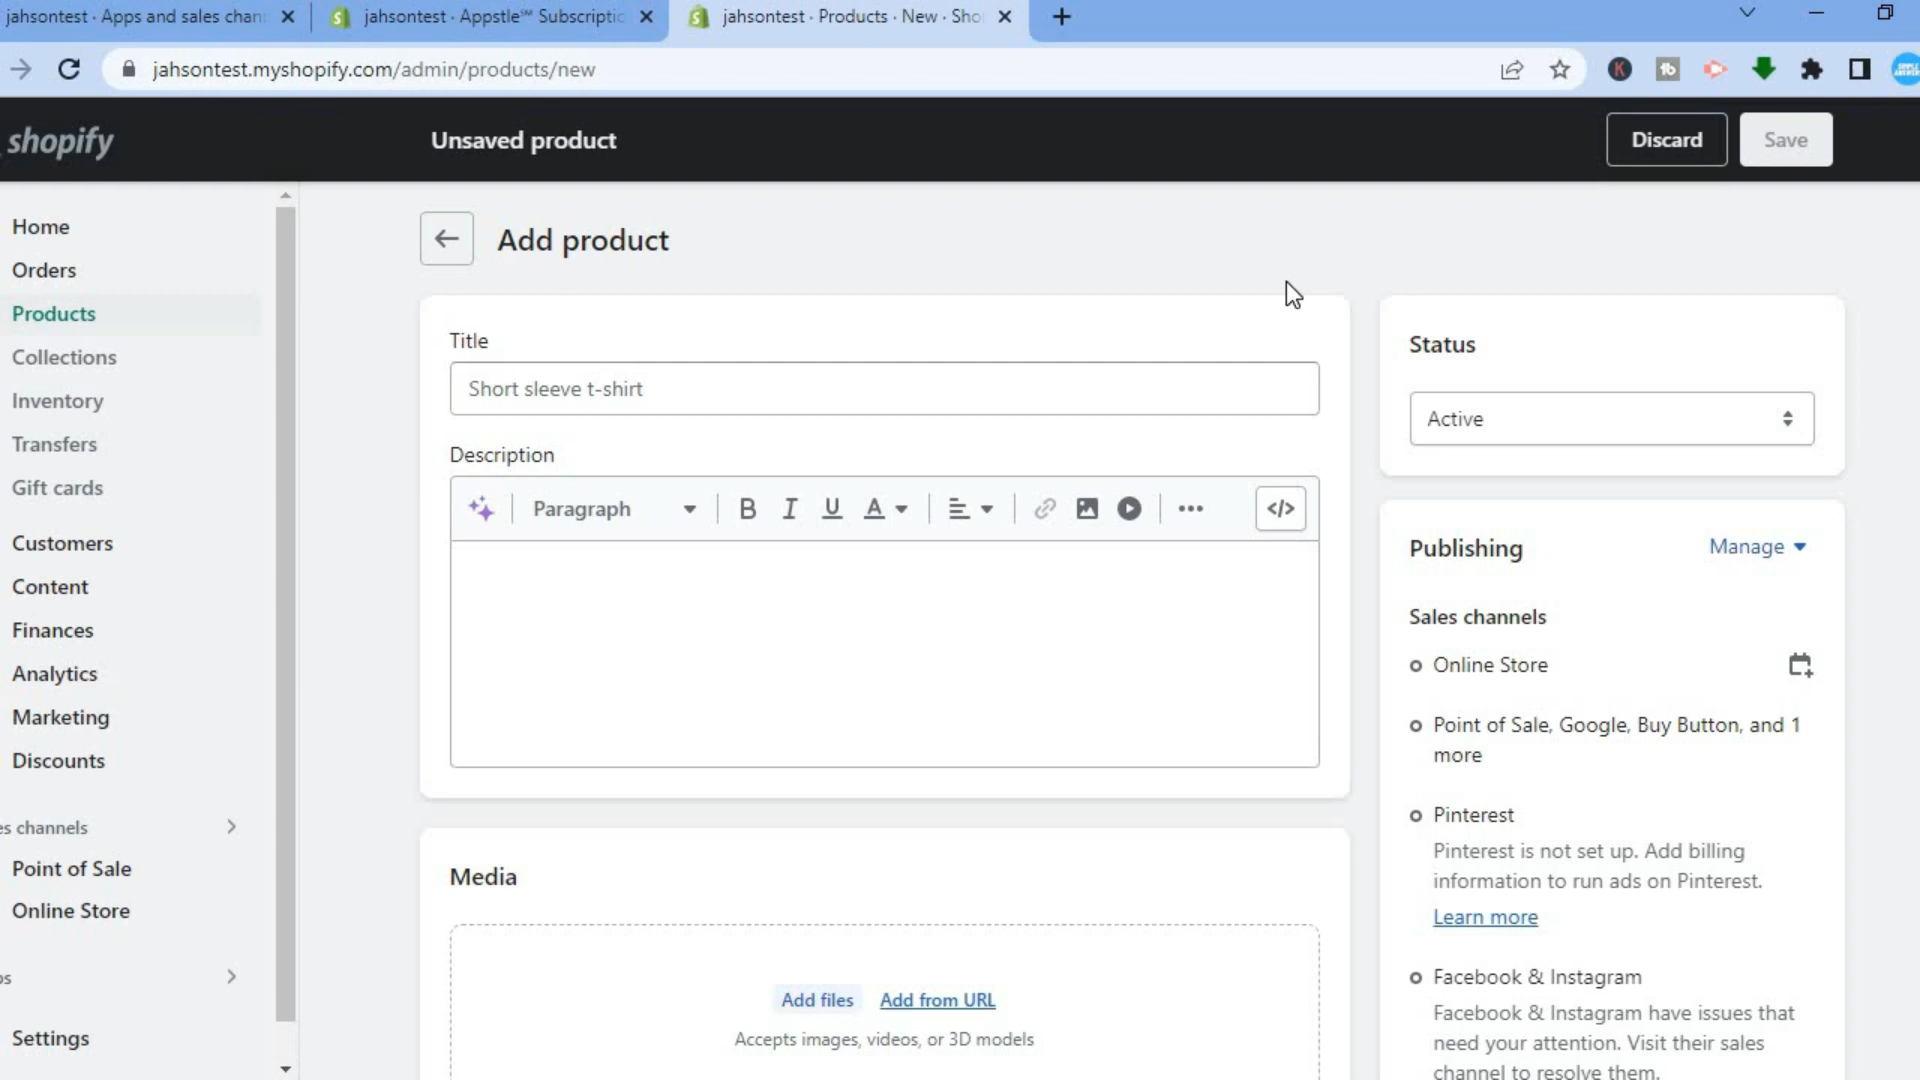 jahsontest · Apps and sales chan
jahsontest · Appstle℠ Subscriptic
jahsontest · Products · New · Sho
jahsontest.myshopify.com/admin/products/new
shopify
Unsaved product
Discard
Save
Home
Orders
Products
Collections
Inventory
Transfers
Gift cards
Customers
Content
Finances
Analytics
Marketing
Discounts
es channels
Point of Sale
Online Store
os
Settings
Add product
Title
Short sleeve t-shirt
Description
Paragraph
B I U A
</>
Media
Add files Add from URL
Accepts images, videos, or 3D models
Status
Active
Publishing
Manage
Sales channels
Online Store
Point of Sale, Google, Buy Button, and 1
more
Pinterest
Pinterest is not set up. Add billing
information to run ads on Pinterest.
Learn more
Facebook & Instagram
Facebook & Instagram have issues that
need your attention. Visit their sales
channel to resolve them.